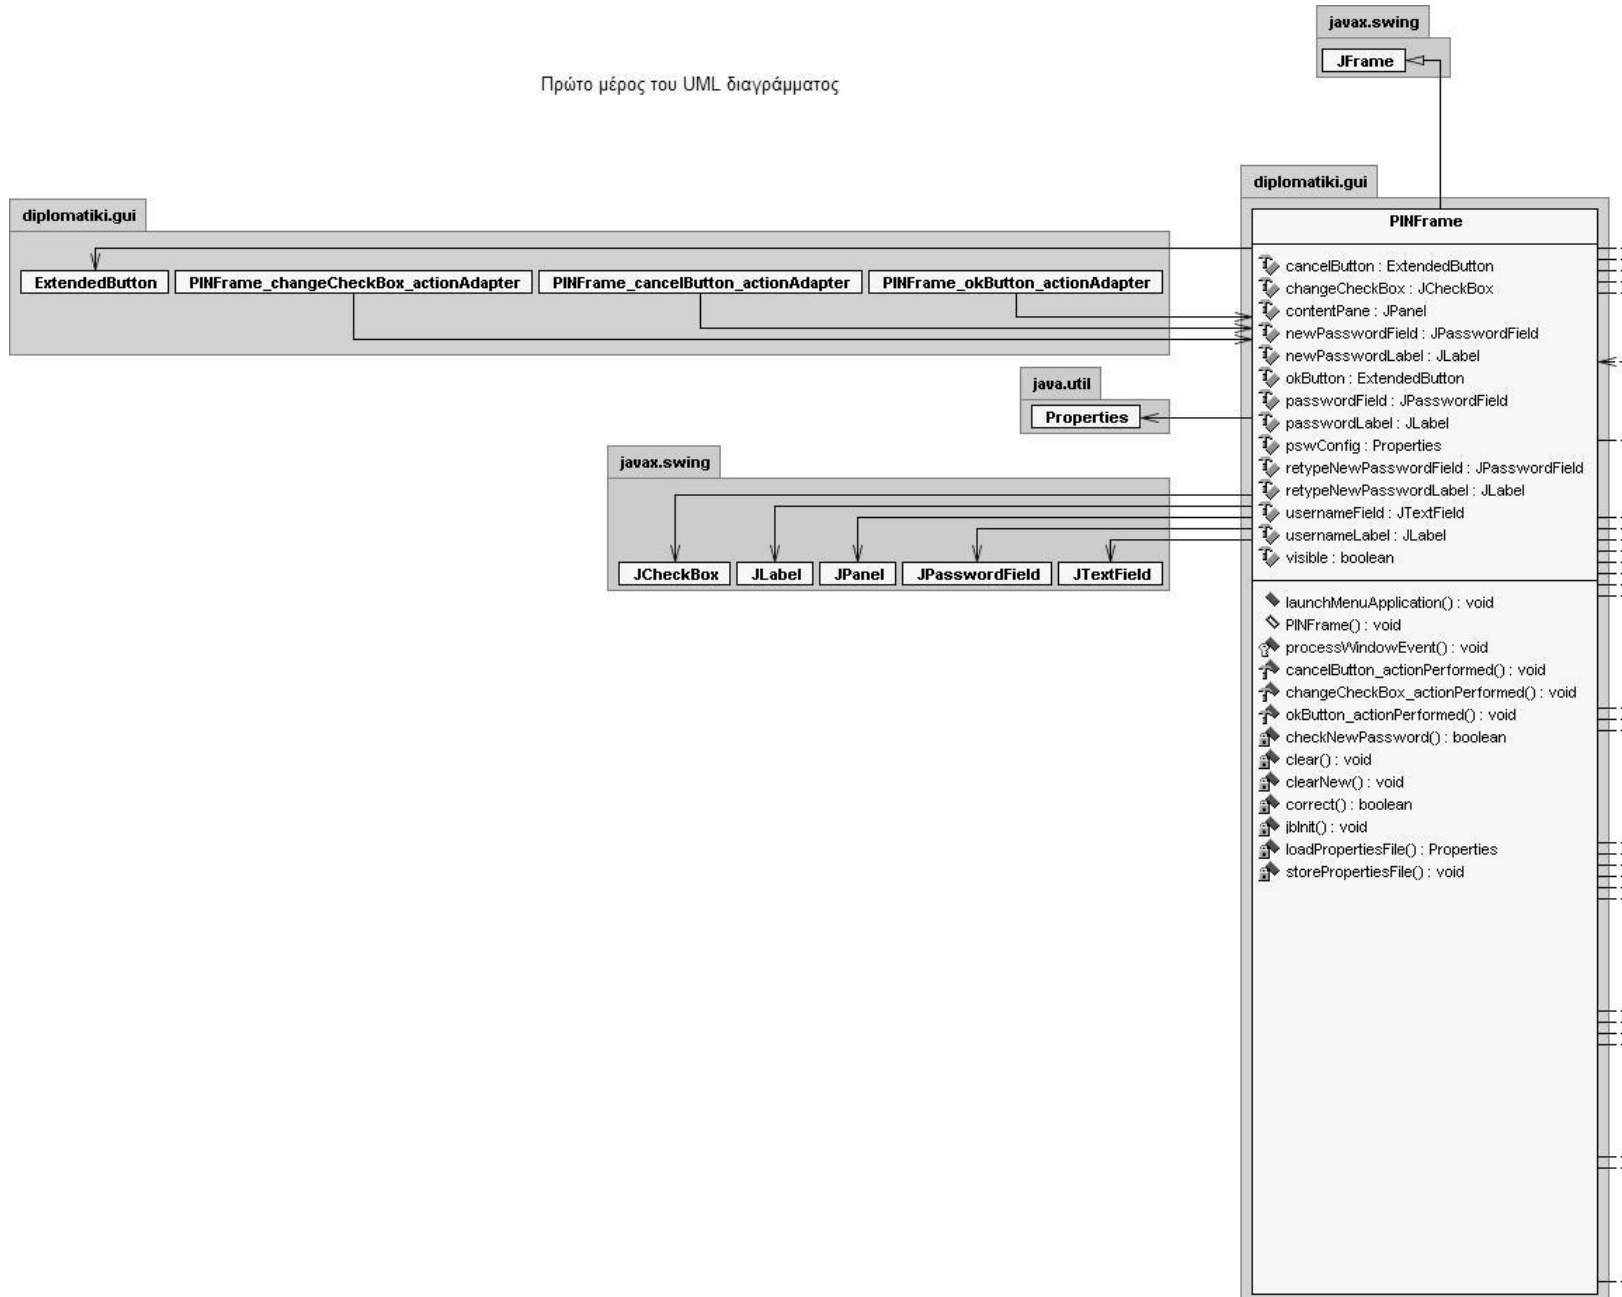 javax.swing
JFrame
Πρώτο μέρος του UML διαγράμματος
diplomatiki.gui
PINFrame
diplomatiki.gui
ExtendedButton
PINFrame_changeCheckBox_actionAdapter
PINFrame_cancelButton_actionAdapter
PINFrame_okButton_actionAdapter
java.util
Properties
javax.swing
JCheckBox
JLabel
JPanel
JPasswordField
JTextField
cancelButton : ExtendedButton
changeCheckBox : JCheckBox
contentPane : JPanel
newPasswordField : JPasswordField
newPasswordLabel : JLabel
okButton : ExtendedButton
passwordField : JPasswordField
passwordLabel : JLabel
pswConfig : Properties
retypeNewPasswordField : JPasswordField
retypeNewPasswordLabel : JLabel
usernameField : JTextField
usernameLabel : JLabel
visible : boolean
launchMenuApplication() : void
PINFrame() : void
processWindowEvent() : void
cancelButton_actionPerformed() : void
changeCheckBox_actionPerformed() : void
okButton_actionPerformed() : void
checkNewPassword() : boolean
clear() : void
clearNew() : void
correct() : boolean
jbInit() : void
loadPropertiesFile() : Properties
storePropertiesFile() : void